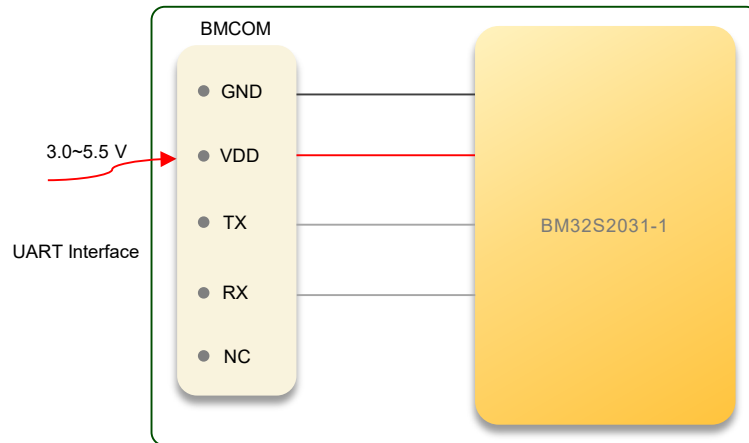 BMCOM
GND
3.0~5.5 V
VDD
TX
BM32S2031-1
UART Interface
RX
NC